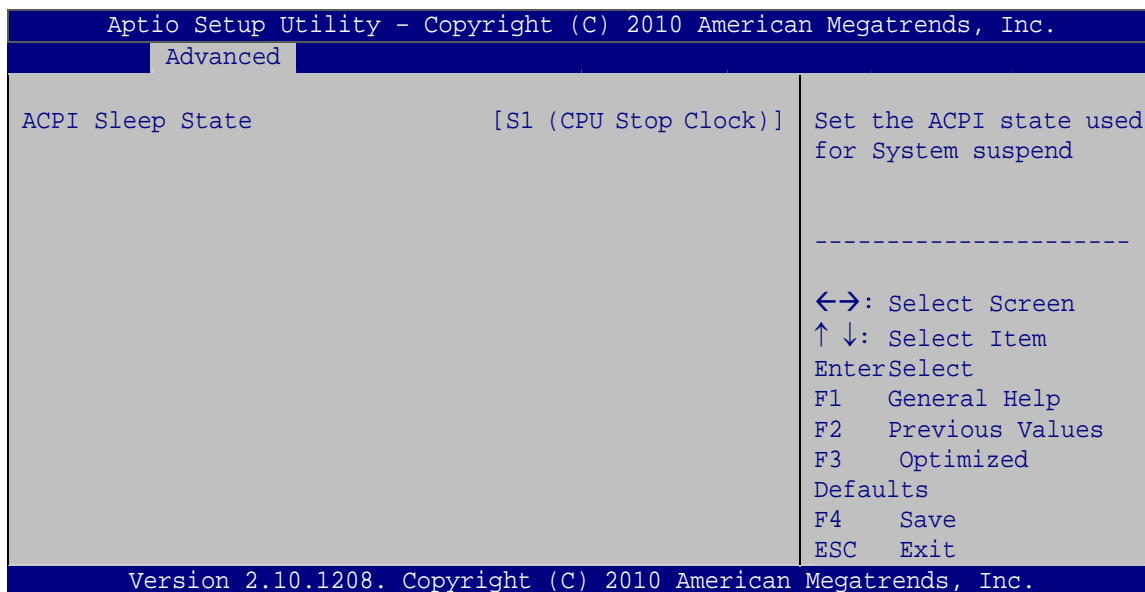 Aptio Setup Utility – Copyright (C) 2010 American Megatrends, Inc.
Advanced
ACPI Sleep State [S1 (CPU Stop Clock)]
Set the ACPI state used
for System suspend
----------------------
←→: Select Screen
↑ ↓: Select Item
EnterSelect
F1 General Help
F2 Previous Values
F3 Optimized
Defaults
F4 Save
ESC Exit
Version 2.10.1208. Copyright (C) 2010 American Megatrends, Inc.